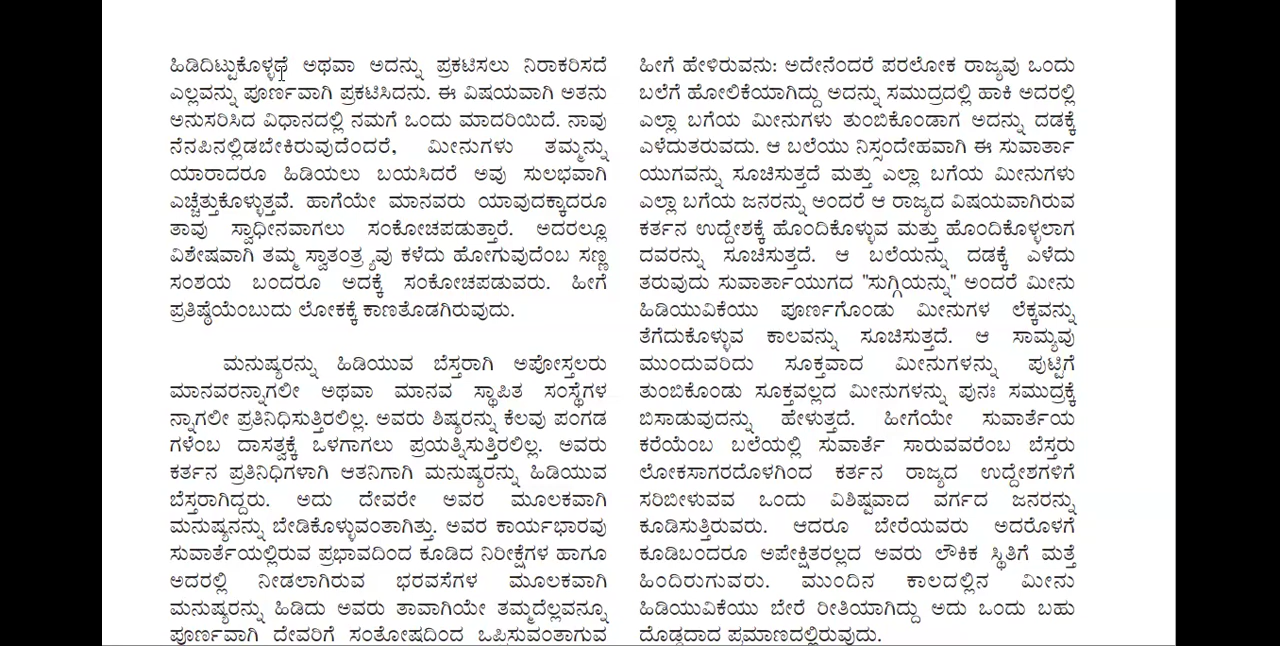 ಹಿಡಿದಿಟ್ಟುಕೊಳ್ಳದೆ ಅಥವಾ ಅದನ್ನು ಪ್ರಕಟಿಸಲು ನಿರಾಕರಿಸದೆ
ಎಲ್ಲವನ್ನು ಪೂರ್ಣವಾಗಿ ಪ್ರಕಟಿಸಿದನು. ಈ ವಿಷಯವಾಗಿ ಅತನು
ಅನುಸರಿಸಿದ ವಿಧಾನದಲ್ಲಿ ನಮಗೆ ಒಂದು ಮಾದರಿಯಿದೆ. ನಾವು
ನೆನಪಿನಲ್ಲಿಡಬೇಕಿರುವುದೆಂದರೆ, ಮೀನುಗಳು ತಮ್ಮನ್ನು
ಯಾರಾದರೂ ಹಿಡಿಯಲು ಬಯಸಿದರೆ ಅವು ಸುಲಭವಾಗಿ
ಎಚ್ಚೆತ್ತುಕೊಳ್ಳುತ್ತವೆ. ಹಾಗೆಯೇ ಮಾನವರು ಯಾವುದಕ್ಕಾದರೂ
ತಾವು ಸ್ವಾಧೀನವಾಗಲು ಸಂಕೋಚಪಡುತ್ತಾರೆ. ಅದರಲ್ಲೂ
ವಿಶೇಷವಾಗಿ ತಮ್ಮ ಸ್ವಾತಂತ್ರ್ಯವು ಕಳೆದು ಹೋಗುವುದೆಂಬ ಸಣ್ಣ
ಸಂಶಯ ಬಂದರೂ ಅದಕ್ಕೆ ಸಂಕೋಚಪಡುವರು. ಹೀಗೆ
ಪ್ರತಿಷ್ಠೆಯೆಂಬುದು ಲೋಕಕ್ಕೆ ಕಾಣತೊಡಗಿರುವುದು.
ಮನುಷ್ಯರನ್ನು ಹಿಡಿಯುವ ಬೆಸ್ತರಾಗಿ ಅಪೋಸ್ತಲರು
ಮಾನವರನ್ನಾಗಲೀ ಅಥವಾ ಮಾನವ ಸ್ಥಾಪಿತ ಸಂಸ್ಥೆಗಳ
ನ್ನಾಗಲೀ ಪ್ರತಿನಿಧಿಸುತ್ತಿರಲಿಲ್ಲ. ಅವರು ಶಿಷ್ಯರನ್ನು ಕೆಲವು ಪಂಗಡ
ಗಳೆಂಬ ದಾಸತ್ವಕ್ಕೆ ಒಳಗಾಗಲು ಪ್ರಯತ್ನಿಸುತ್ತಿರಲಿಲ್ಲ. ಅವರು
ಕರ್ತನ ಪ್ರತಿನಿಧಿಗಳಾಗಿ ಆತನಿಗಾಗಿ ಮನುಷ್ಯರನ್ನು ಹಿಡಿಯುವ
ಬೆಸ್ತರಾಗಿದ್ದರು. ಅದು ದೇವರೇ ಅವರ ಮೂಲಕವಾಗಿ
ಮನುಷ್ಯನನ್ನು ಬೇಡಿಕೊಳ್ಳುವಂತಾಗಿತ್ತು. ಅವರ ಕಾರ್ಯಭಾರವು
ಸುವಾರ್ತೆಯಲ್ಲಿರುವ ಪ್ರಭಾವದಿಂದ ಕೂಡಿದ ನಿರೀಕ್ಷೆಗಳ ಹಾಗೂ
ಅದರಲ್ಲಿ ನೀಡಲಾಗಿರುವ ಭರವಸೆಗಳ ಮೂಲಕವಾಗಿ
ಮನುಷ್ಯರನ್ನು ಹಿಡಿದು ಅವರು ತಾವಾಗಿಯೇ ತಮ್ಮದೆಲ್ಲವನ್ನೂ
ಪೂರ್ಣವಾಗಿ ದೇವರಿಗೆ ಸಂತೋಷದಿಂದ ಒಪ್ಪಿಸುವಂತಾಗುವ
ಹೀಗೆ ಹೇಳಿರುವನು: ಅದೇನೆಂದರೆ ಪರಲೋಕ ರಾಜ್ಯವು ಒಂದು
ಬಲೆಗೆ ಹೋಲಿಕೆಯಾಗಿದ್ದು ಅದನ್ನು ಸಮುದ್ರದಲ್ಲಿ ಹಾಕಿ ಅದರಲ್ಲಿ
ಎಲ್ಲಾ ಬಗೆಯ ಮೀನುಗಳು ತುಂಬಿಕೊಂಡಾಗ ಅದನ್ನು ದಡಕ್ಕೆ
ಎಳೆದುತರುವದು. ಆ ಬಲೆಯು ನಿಸ್ಸಂದೇಹವಾಗಿ ಈ ಸುವಾರ್ತಾ
ಯುಗವನ್ನು ಸೂಚಿಸುತ್ತದೆ ಮತ್ತು ಎಲ್ಲಾ ಬಗೆಯ ಮೀನುಗಳು
ಎಲ್ಲಾ ಬಗೆಯ ಜನರನ್ನು ಅಂದರೆ ಆ ರಾಜ್ಯದ ವಿಷಯವಾಗಿರುವ
ಕರ್ತನ ಉದ್ದೇಶಕ್ಕೆ ಹೊಂದಿಕೊಳ್ಳುವ ಮತ್ತು ಹೊಂದಿಕೊಳ್ಳಲಾಗ
ದವರನ್ನು ಸೂಚಿಸುತ್ತದೆ. ಆ ಬಲೆಯನ್ನು ದಡಕ್ಕೆ ಎಳೆದು
ತರುವುದು ಸುವಾರ್ತಾಯುಗದ "ಸುಗ್ಗಿಯನ್ನು" ಅಂದರೆ ಮೀನು
ಹಿಡಿಯುವಿಕೆಯು ಪೂರ್ಣಗೊಂಡು ಮೀನುಗಳ ಲೆಕ್ಕವನ್ನು
ತೆಗೆದುಕೊಳ್ಳುವ ಕಾಲವನ್ನು ಸೂಚಿಸುತ್ತದೆ. ಆ ಸಾಮ್ಯವು
ಮುಂದುವರಿದು ಸೂಕ್ತವಾದ ಮೀನುಗಳನ್ನು ಪುಟ್ಟಿಗೆ
ತುಂಬಿಕೊಂಡು ಸೂಕ್ತವಲ್ಲದ ಮೀನುಗಳನ್ನು ಪುನಃ ಸಮುದ್ರಕ್ಕೆ
ಬಿಸಾಡುವುದನ್ನು ಹೇಳುತ್ತದೆ. ಹೀಗೆಯೇ ಸುವಾರ್ತೆಯ
ಕರೆಯೆಂಬ ಬಲೆಯಲ್ಲಿ ಸುವಾರ್ತೆ ಸಾರುವವರೆಂಬ ಬೆಸ್ತರು
ಲೋಕಸಾಗರದೊಳಗಿಂದ ಕರ್ತನ ರಾಜ್ಯದ ಉದ್ದೇಶಗಳಿಗೆ
ಸರಿಬೀಳುವವ ಒಂದು ವಿಶಿಷ್ಟವಾದ ವರ್ಗದ ಜನರನ್ನು
ಕೂಡಿಸುತ್ತಿರುವರು. ಆದರೂ ಬೇರೆಯವರು ಅದರೊಳಗೆ
ಕೂಡಿಬಂದರೂ ಅಪೇಕ್ಷಿತರಲ್ಲದ ಅವರು ಲೌಕಿಕ ಸ್ಥಿತಿಗೆ ಮತ್ತೆ
ಹಿಂದಿರುಗುವರು. ಮುಂದಿನ ಕಾಲದಲ್ಲಿನ ಮೀನು
ಹಿಡಿಯುವಿಕೆಯು ಬೇರೆ ರೀತಿಯಾಗಿದ್ದು ಅದು ಒಂದು ಬಹು
ದೊಡ್ಡದಾದ ಪ್ರಮಾಣದಲ್ಲಿರುವುದು.